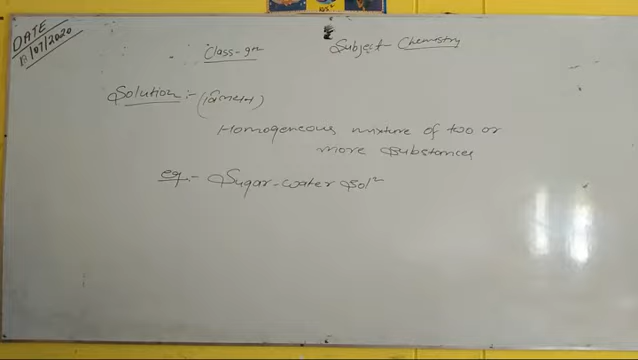 DATE
13/07/2020
Class-9th
Subject- Chemistry
Solution :-
Homogeneous mixture of two or
more substances
eg.:- Sugar-water solⁿ